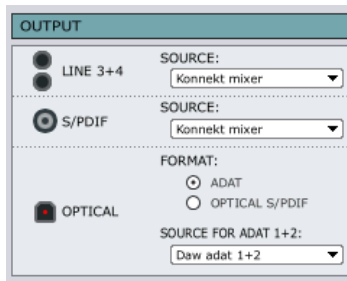 OUTPUT
LINE 3+4
SOURCE:
Konnekt mixer
S/PDIF
SOURCE:
Konnekt mixer
OPTICAL
FORMAT:
ADAT
OPTICAL S/PDIF
SOURCE FOR ADAT 1+2:
Daw adat 1+2